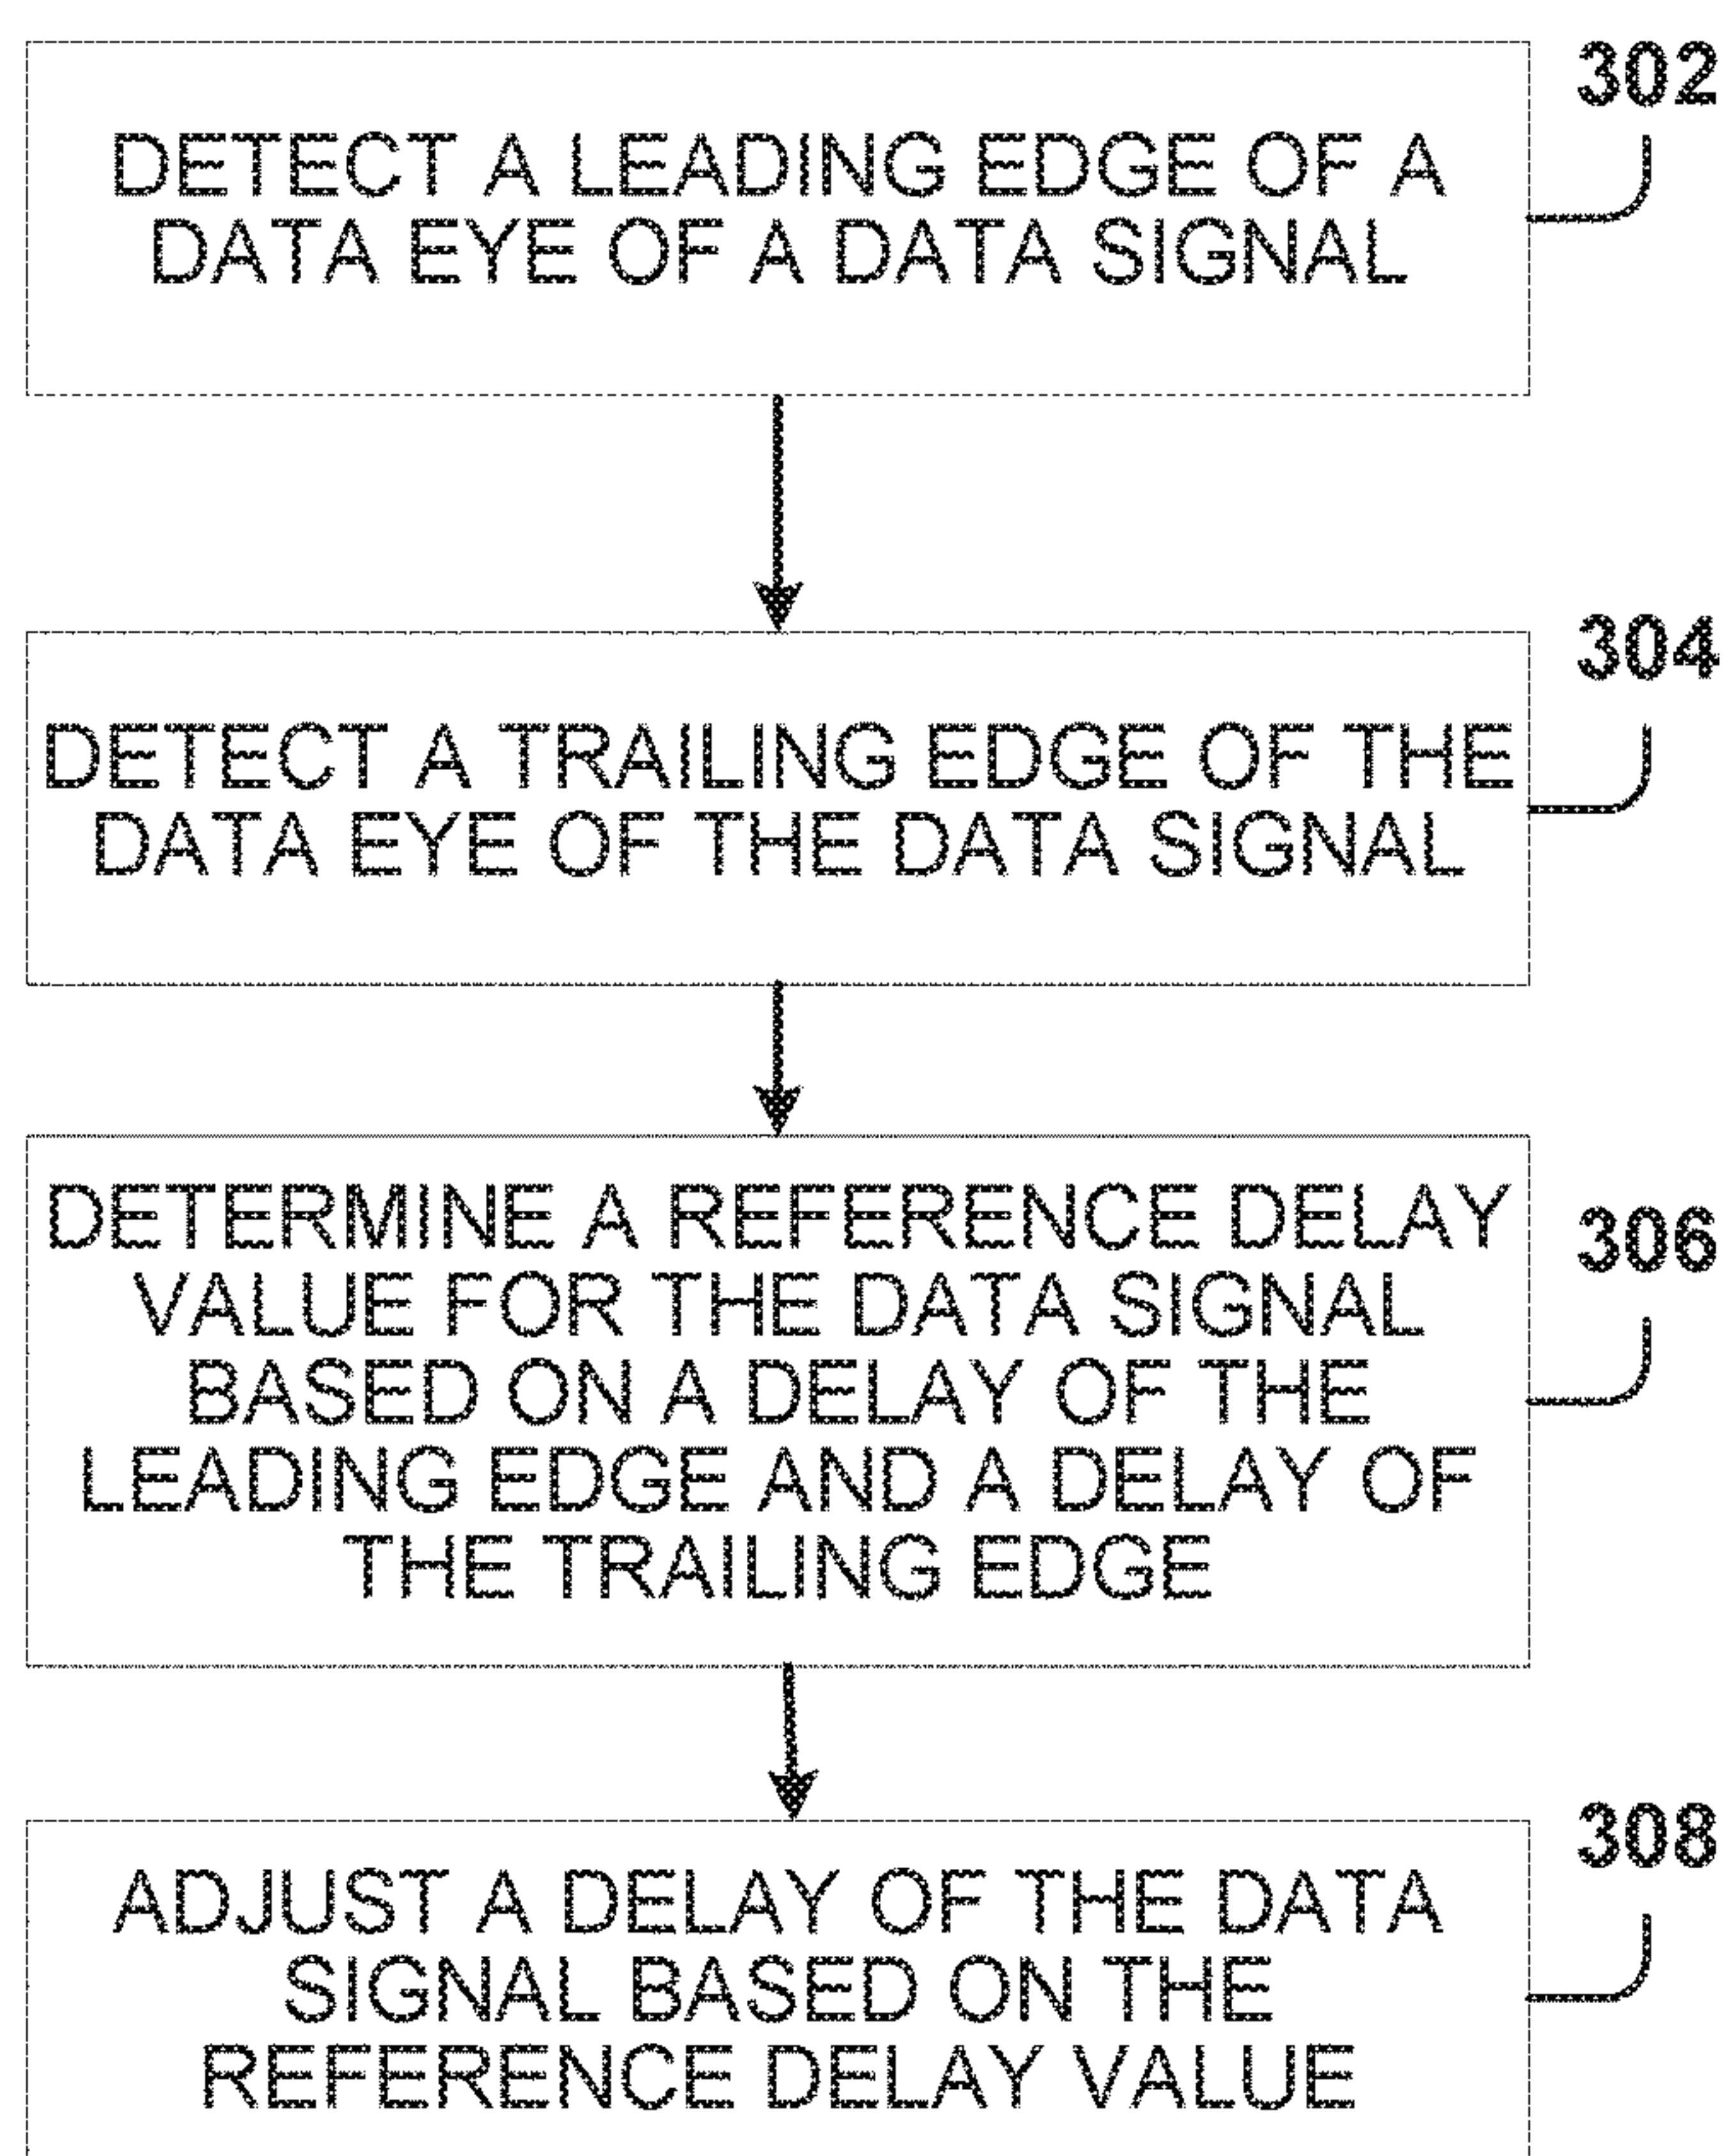 302
DETECT A LEADING EDGE OF A
DATA EYE OF A DATA SIGNAL
304
DETECT A TRAILING EDGE OF THE
DATA EYE OF THE DATA SIGNAL
306
DETERMINE A REFERENCE DELAY
VALUE FOR THE DATA SIGNAL
BASED ON A DELAY OF THE
LEADING EDGE AND A DELAY OF
THE TRAILING EDGE
308
ADJUST A DELAY OF THE DATA
SIGNAL BASED ON THE
REFERENCE DELAY VALUE